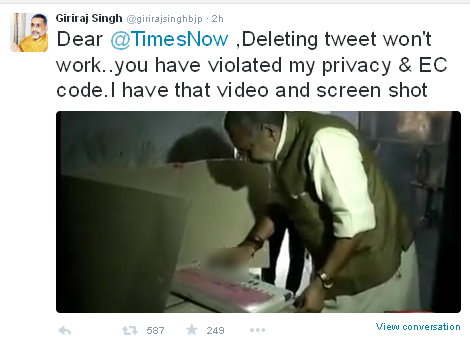 Giriraj Singh @girirajsinghbjp · 2h
Dear @TimesNow ,Deleting tweet won't
work..you have violated my privacy & EC
code.I have that video and screen shot
587 249 View conversation